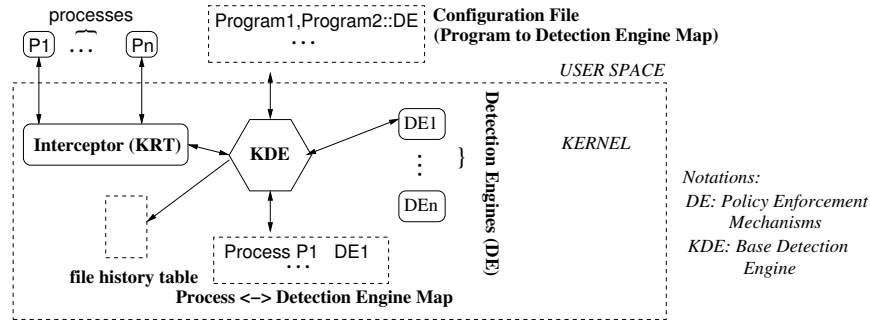 processes
P1 ... Pn
Program1,Program2::DE
...
Configuration File
(Program to Detection Engine Map)
USER SPACE
Interceptor (KRT)
KDE
DE1
...
DEn
}
Detection Engines (DE)
KERNEL
file history table
Process P1 DE1
...
Process <-> Detection Engine Map
Notations:
DE: Policy Enforcement
Mechanisms
KDE: Base Detection
Engine